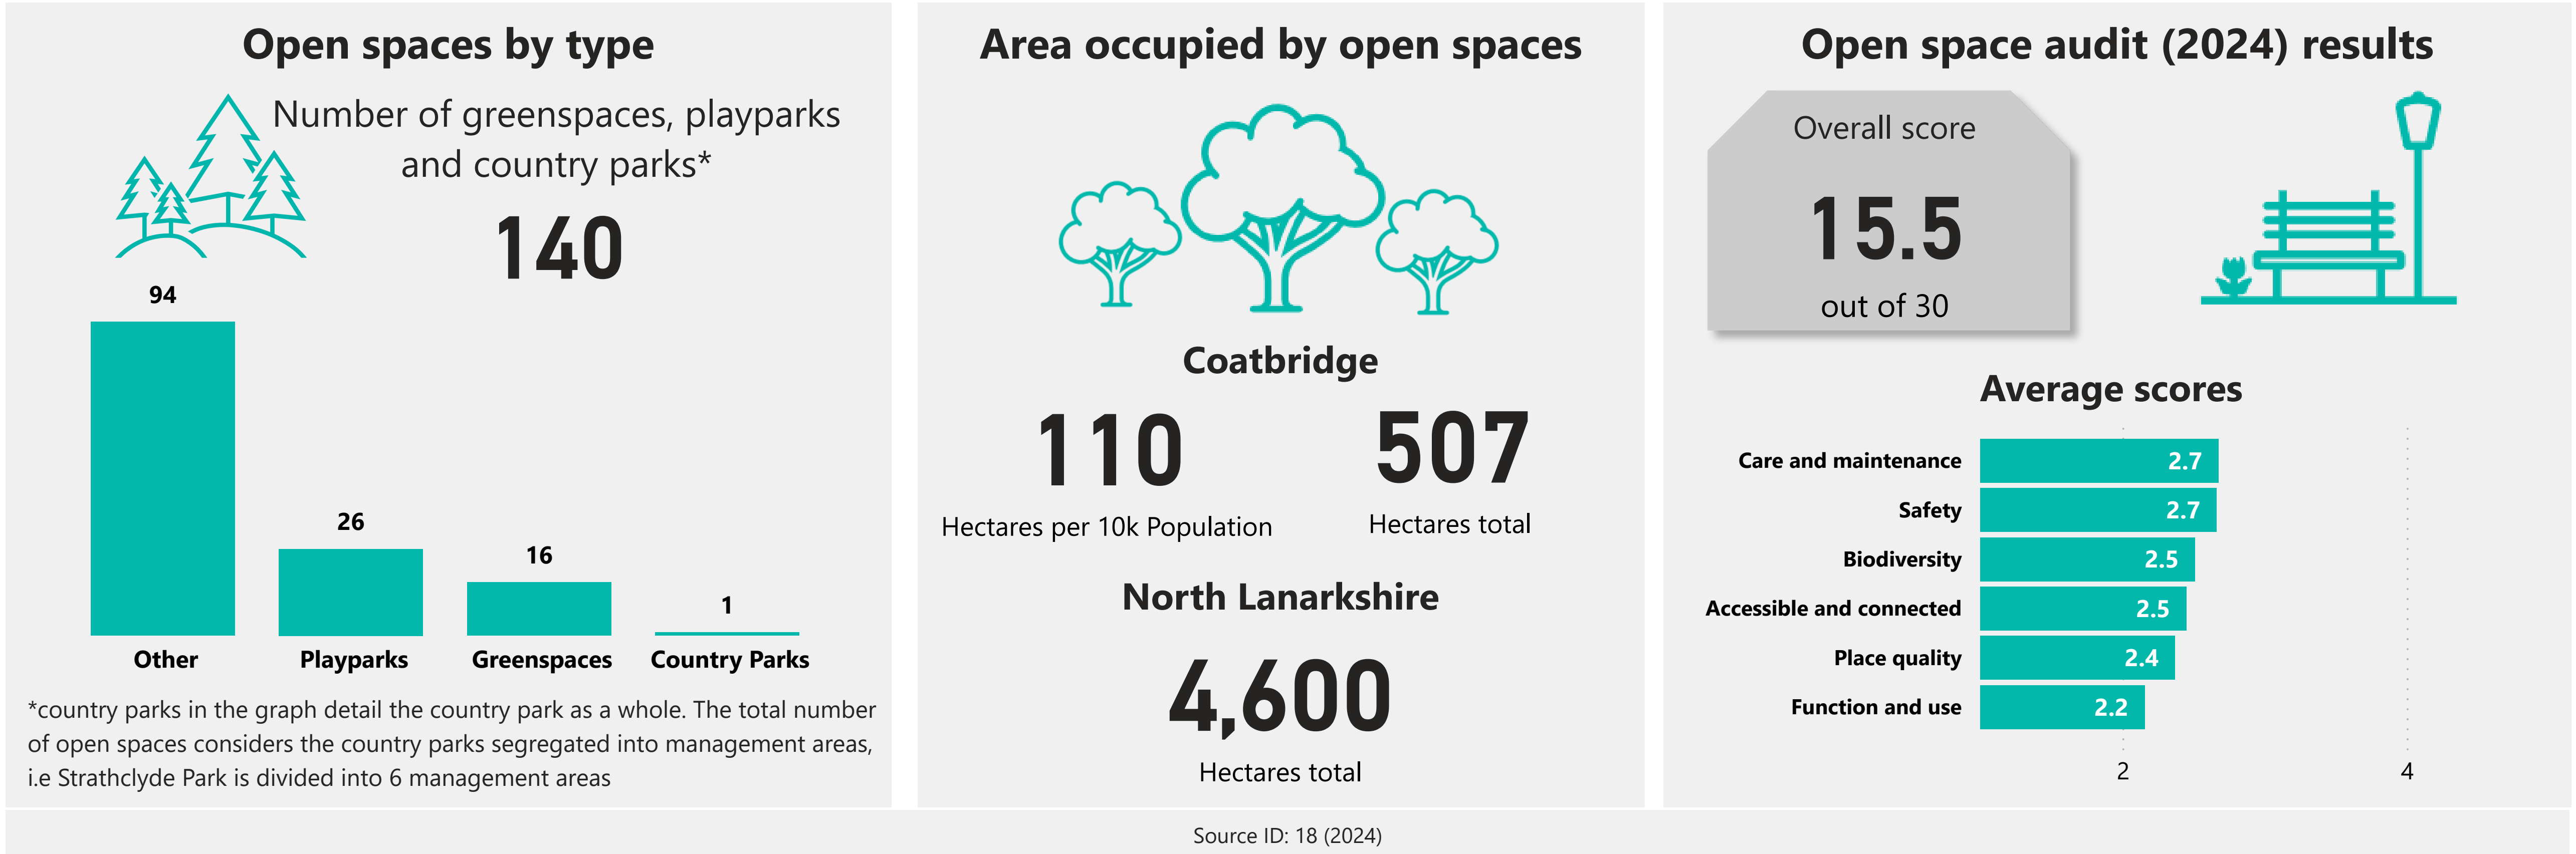 Open spaces by type
Number of greenspaces, playparks
and country parks*
140
94
26
16
1
Other
Playparks
Greenspaces
Country Parks
*country parks in the graph detail the country park as a whole. The total number
of open spaces considers the country parks segregated into management areas,
i.e Strathclyde Park is divided into 6 management areas
Area occupied by open spaces
Coatbridge
110
Hectares per 10k Population
507
Hectares total
North Lanarkshire
4,600
Hectares total
Open space audit (2024) results
Overall score
15.5
out of 30
Average scores
Care and maintenance 2.7
Safety 2.7
Biodiversity 2.5
Accessible and connected 2.5
Place quality 2.4
Function and use 2.2
2 4
Source ID: 18 (2024)